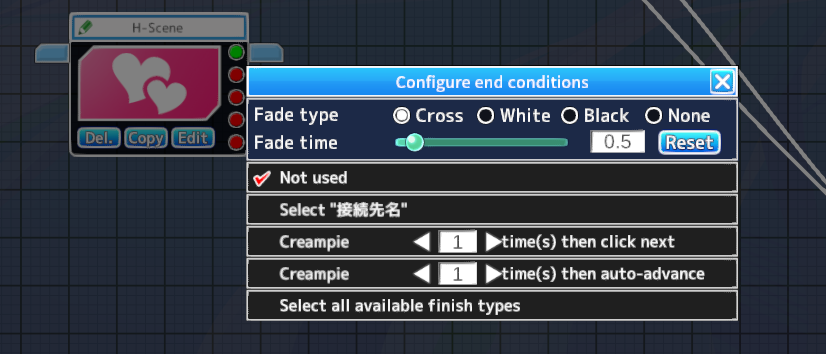 H-Scene
Del. Copy Edit
Configure end conditions
Fade type Cross White Black None
Fade time 0.5 Reset
Not used
Select "接続先名"
Creampie 1 time(s) then click next
Creampie 1 time(s) then auto-advance
Select all available finish types